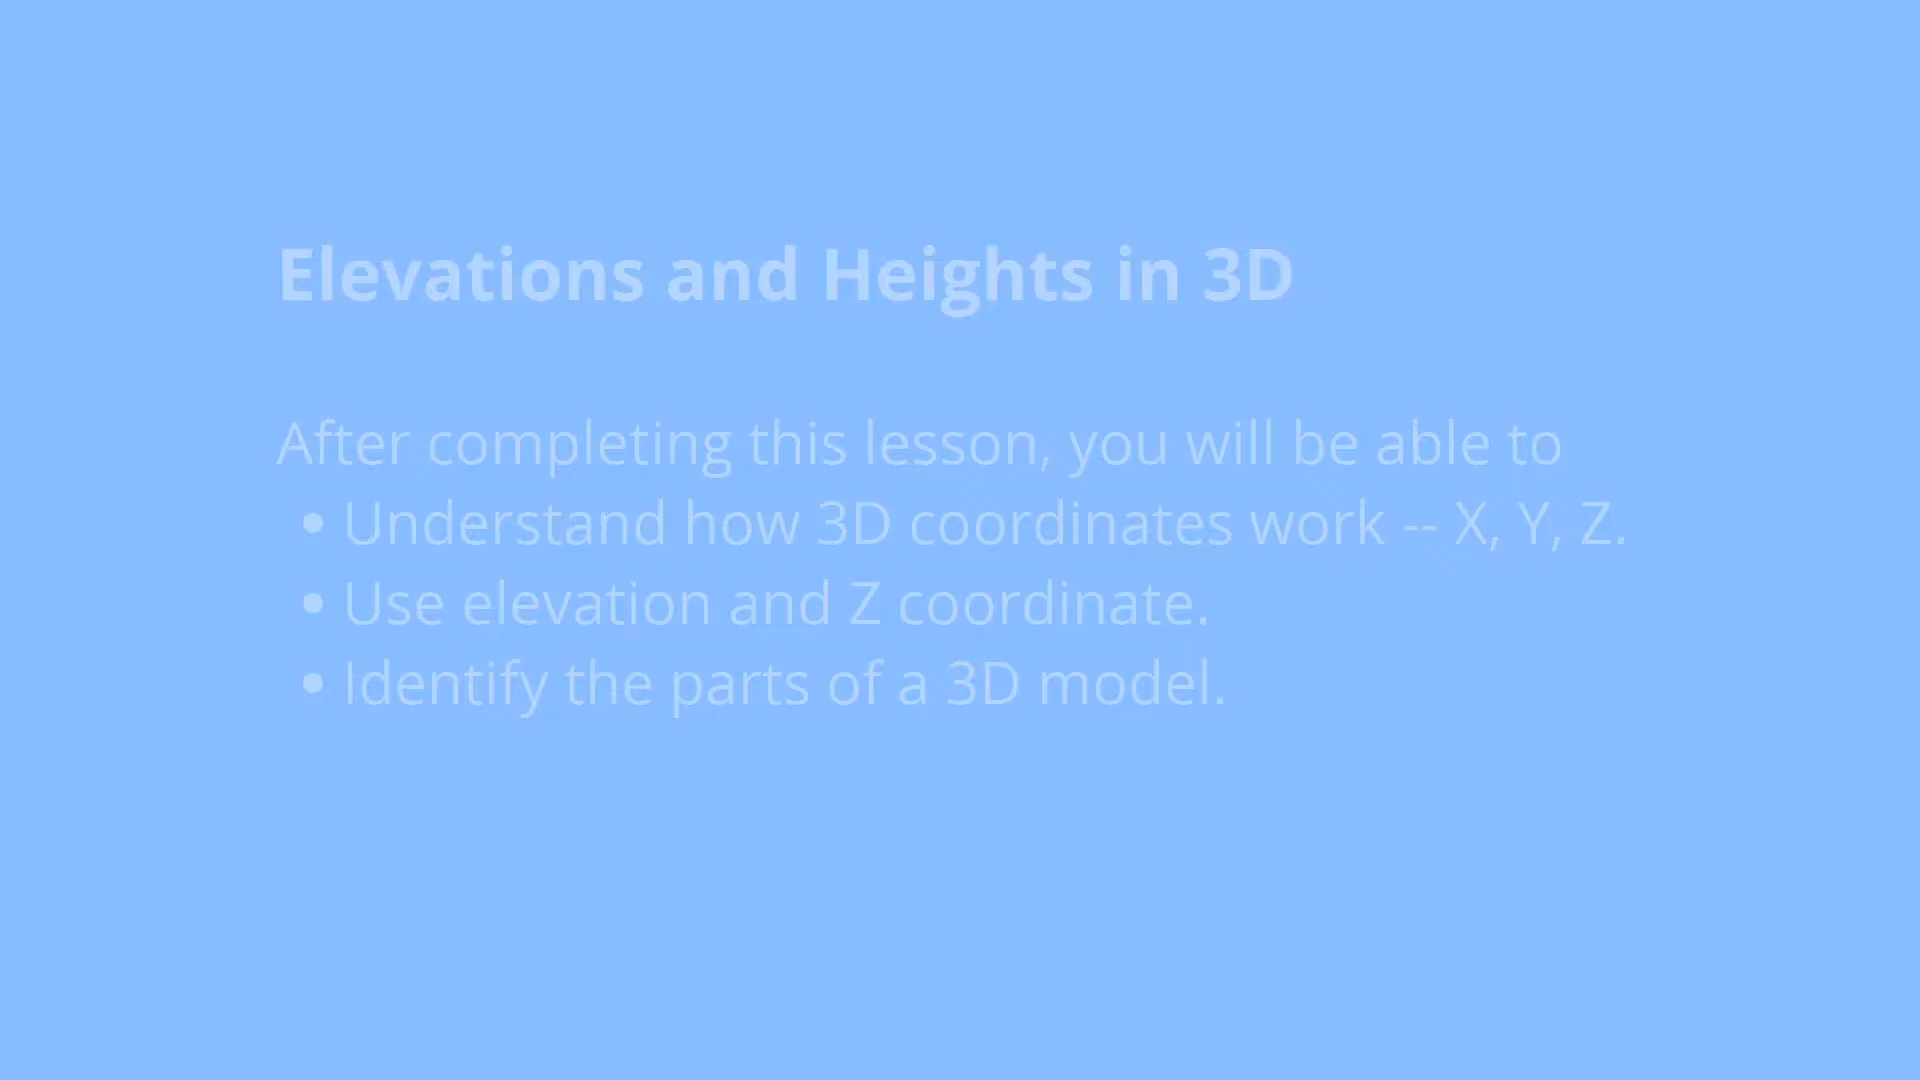 Elevations and Heights in 3D
After completing this lesson, you will be able to
• Understand how 3D coordinates work -- X, Y, Z.
• Use elevation and Z coordinate.
• Identify the parts of a 3D model.